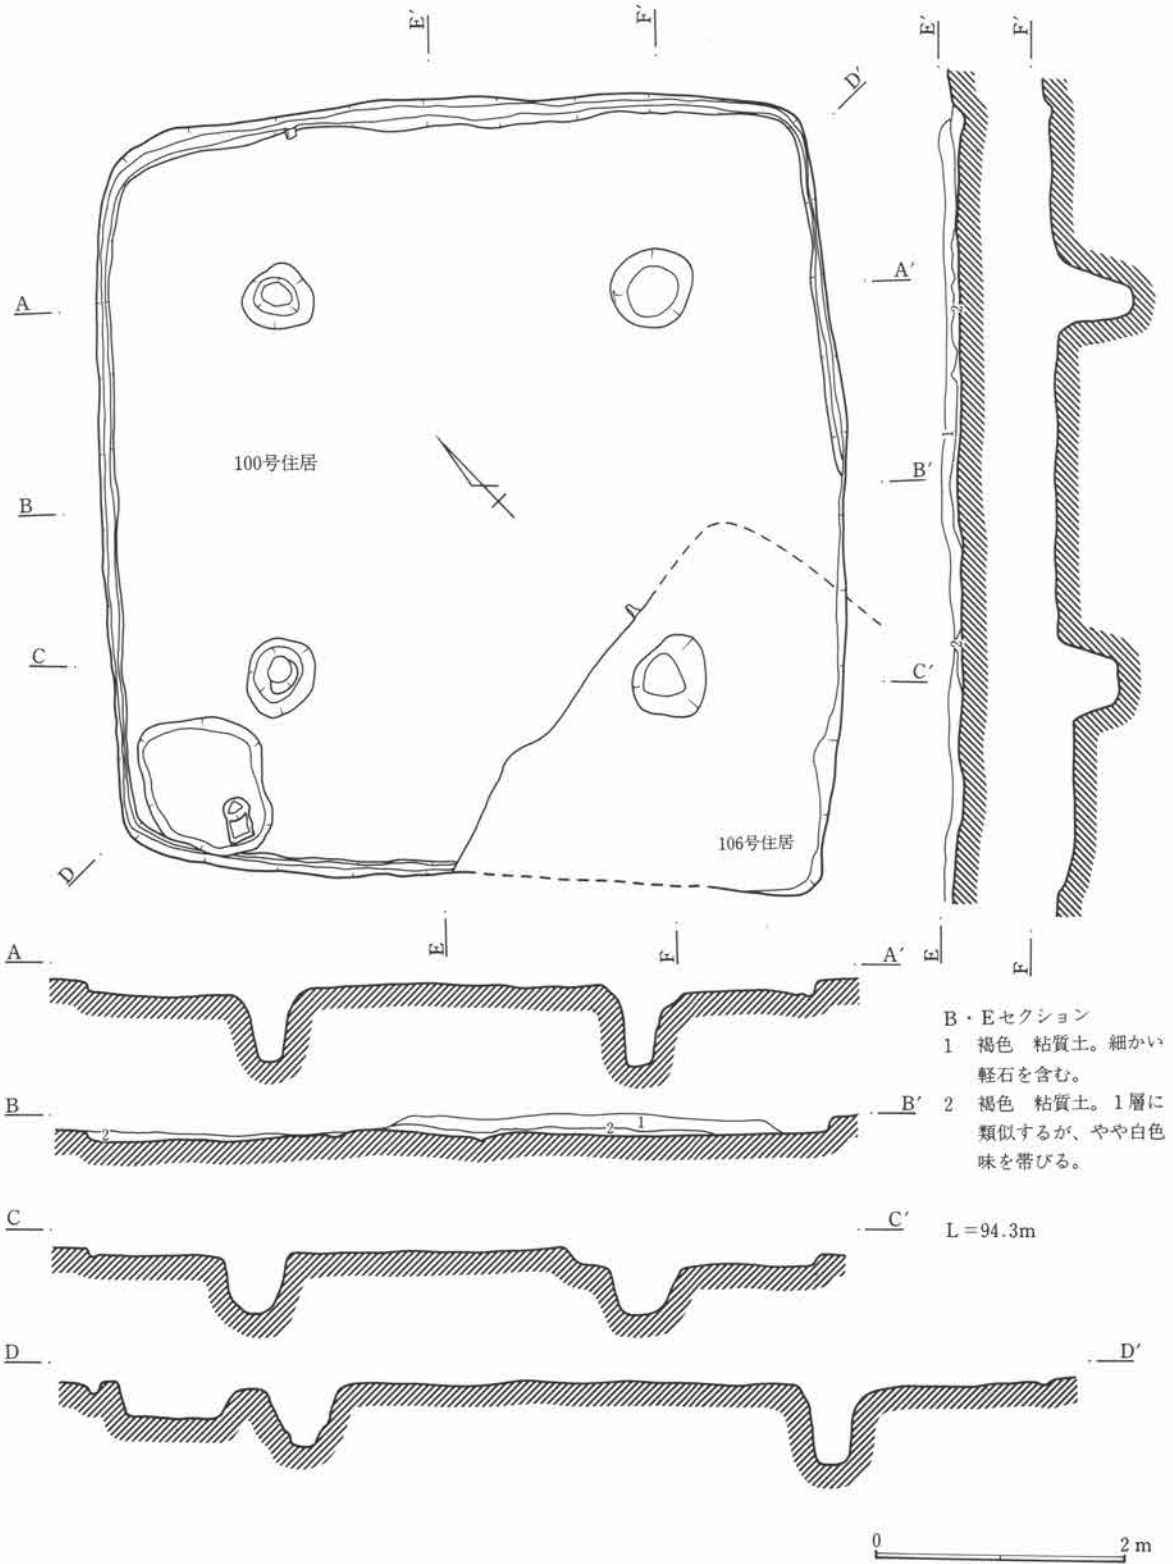 E′
F′
E′
F′
D′
A
A′
100号住居
B
B′
C
C′
106号住居
D
E
F
E
F
1
2
2
A
A′
B
B′
2
2
1
C
C′
D
D′
B・Eセクション
1 褐色 粘質土。細かい
軽石を含む。
2 褐色 粘質土。1層に
類似するが、やや白色
味を帯びる。
L=94.3m
0
2 m